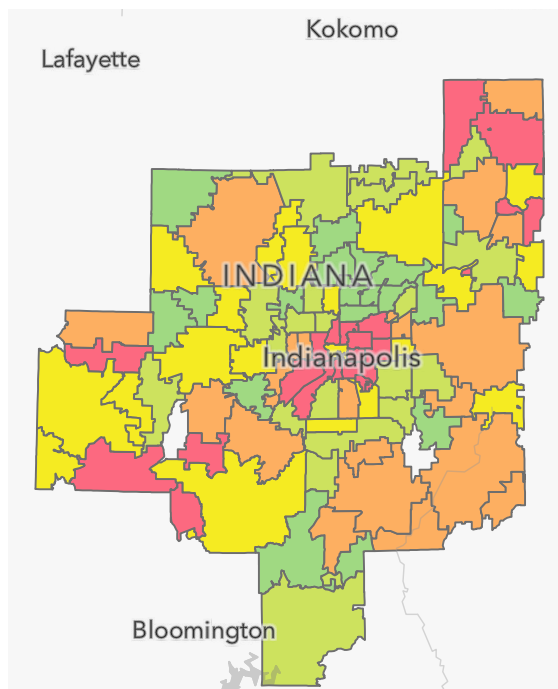 Kokomo
Lafayette
INDIANA
Indianapolis
Bloomington